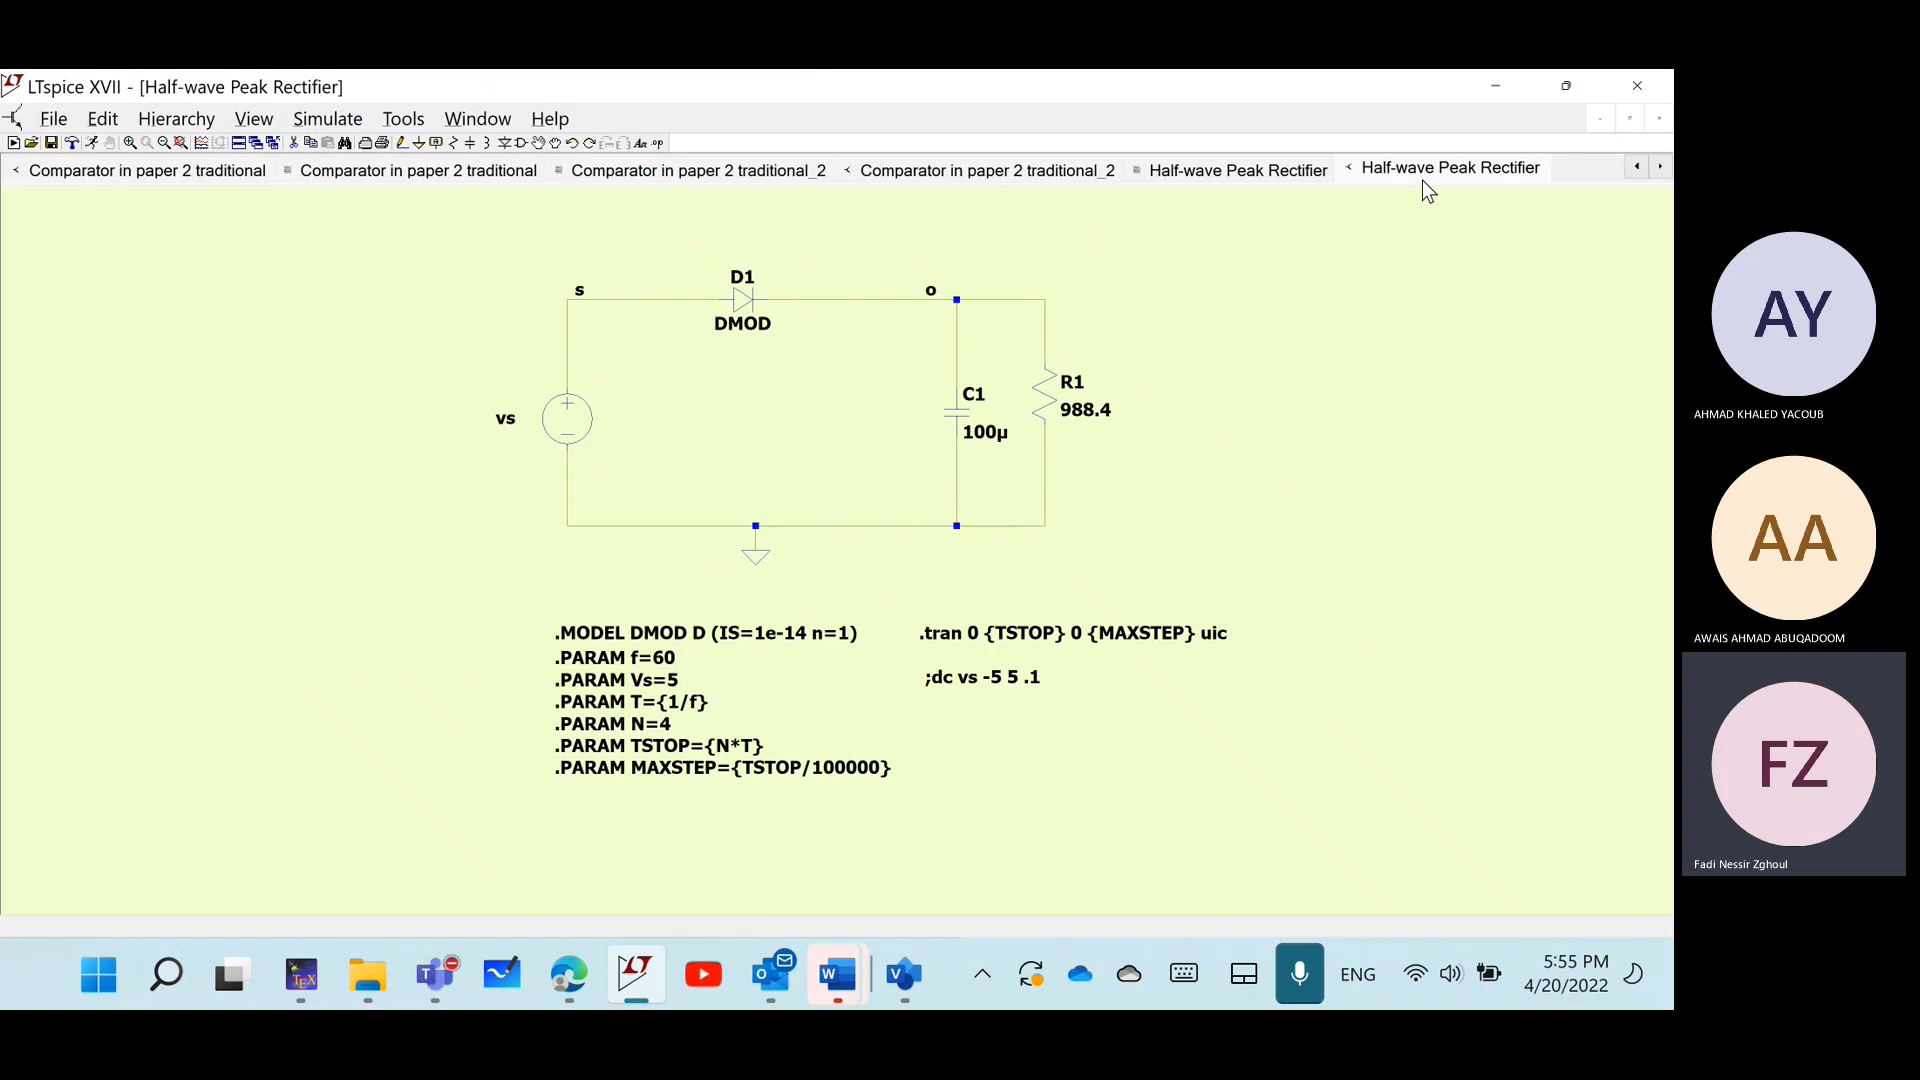 LTspice XVII - [Half-wave Peak Rectifier]
File Edit Hierarchy View Simulate Tools Window Help
Comparator in paper 2 traditional Comparator in paper 2 traditional Comparator in paper 2 traditional_2 Comparator in paper 2 traditional_2 Half-wave Peak Rectifier Half-wave Peak Rectifier
D1
s
o
DMOD
vs
C1
100µ
R1
988.4
.MODEL DMOD D (IS=1e-14 n=1)
.PARAM f=60
.PARAM Vs=5
.PARAM T={1/f}
.PARAM N=4
.PARAM TSTOP={N*T}
.PARAM MAXSTEP={TSTOP/100000}
.tran 0 {TSTOP} 0 {MAXSTEP} uic
;dc vs -5 5 .1
AY
AHMAD KHALED YACOUB
AA
AWAIS AHMAD ABUQADOOM
FZ
Fadi Nessir Zghoul
ENG
5:55 PM
4/20/2022